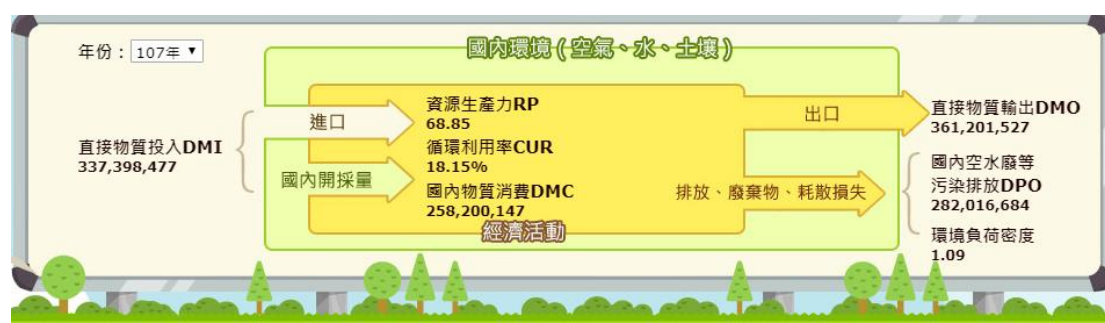 年份：107年
國內環境（空氣、水、土壤）
直接物質投入DMI
337,398,477
進口
國內開採量
資源生產力RP
68.85
循環利用率CUR
18.15%
國內物質消費DMC
258,200,147
經濟活動
出口
排放、廢棄物、耗散損失
直接物質輸出DMO
361,201,527
國內空水廢等
污染排放DPO
282,016,684
環境負荷密度
1.09